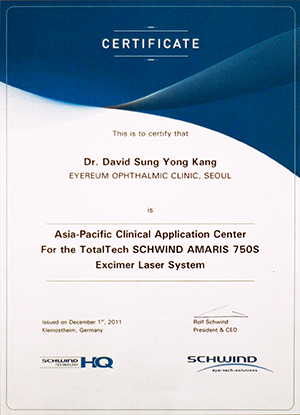 CERTIFICATE
This is to certify that
Dr. David Sung Yong Kang
EYEREUM OPHTHALMIC CLINIC, SEOUL
is
Asia-Pacific Clinical Application Center
For the TotalTech SCHWIND AMARIS 750S
Excimer Laser System
Issued on December 1st, 2011
Kleinostheim, Germany
Rolf Schwind
President & CEO
SCHWIND
TECHNOLOGY
HQ
SCHWIND
eye-tech-solutions